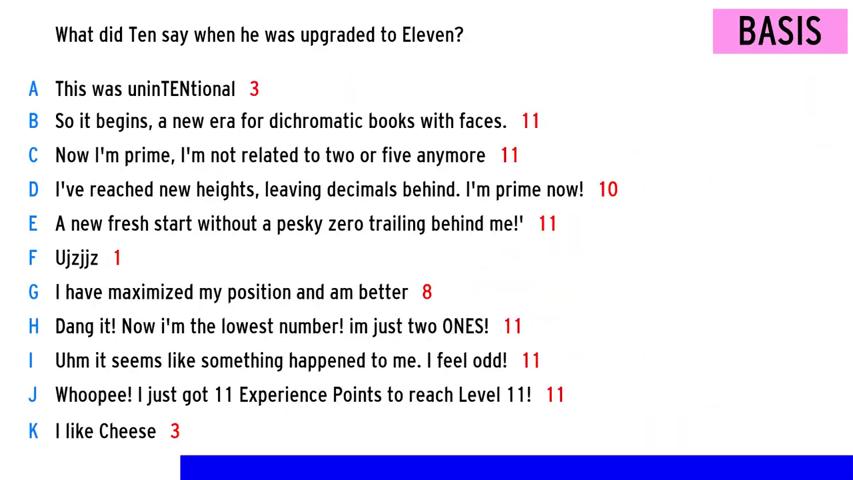 What did Ten say when he was upgraded to Eleven?
BASIS
A This was uninTENtional 3
B So it begins, a new era for dichromatic books with faces. 11
C Now I'm prime, I'm not related to two or five anymore 11
D I've reached new heights, leaving decimals behind. I'm prime now! 10
E A new fresh start without a pesky zero trailing behind me!' 11
F Ujzjjz 1
G I have maximized my position and am better 8
H Dang it! Now i'm the lowest number! im just two ONES! 11
I Uhm it seems like something happened to me. I feel odd! 11
J Whoopee! I just got 11 Experience Points to reach Level 11! 11
K I like Cheese 3